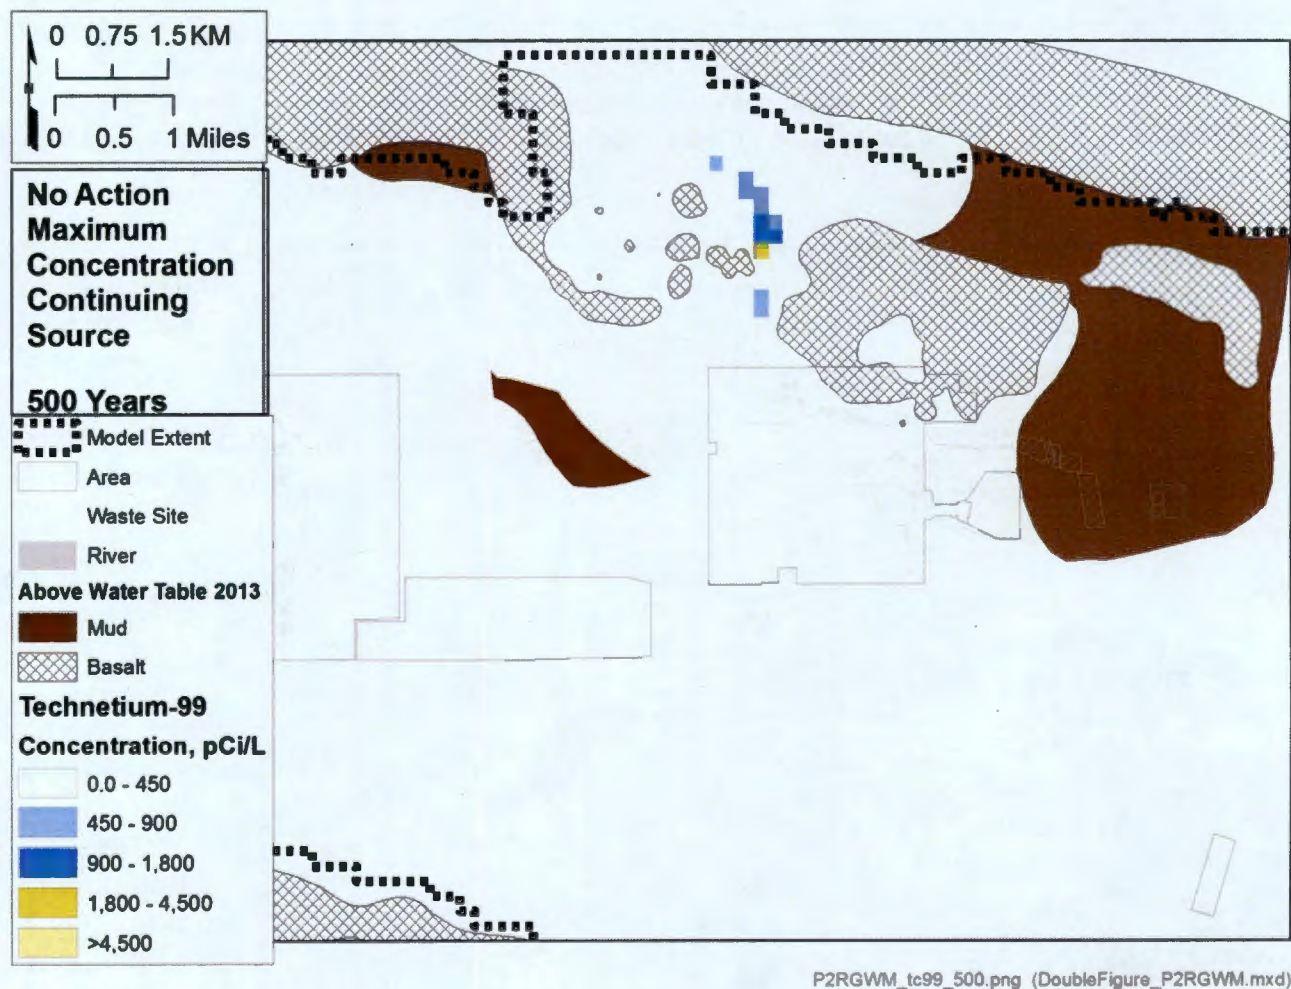 0 0.75 1.5 KM
0 0.5 1 Miles
No Action
Maximum
Concentration
Continuing
Source
500 Years
Model Extent
Area
Waste Site
River
Above Water Table 2013
Mud
Basalt
Technetium-99
Concentration, pCi/L
0.0 - 450
450 - 900
900 - 1,800
1,800 - 4,500
>4,500
P2RGWM_tc99_500.png (DoubleFigure_P2RGWM.mxd)